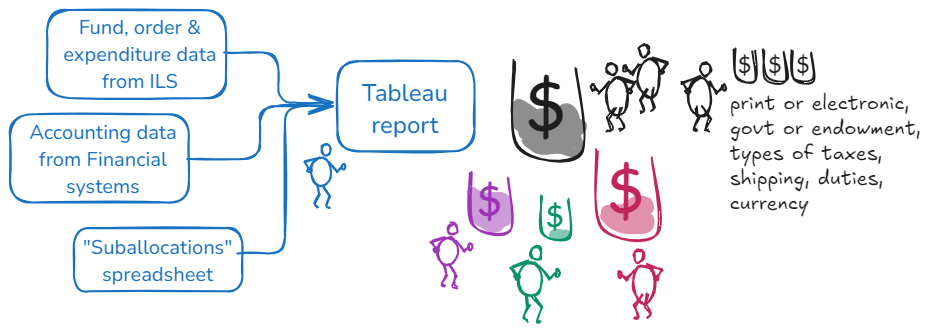 Fund, order &
expenditure data
from ILS
Accounting data
from Financial
systems
"Suballocations"
spreadsheet
Tableau
report
$
$
$
$
$ $ $
print or electronic,
govt or endowment,
types of taxes,
shipping, duties,
currency